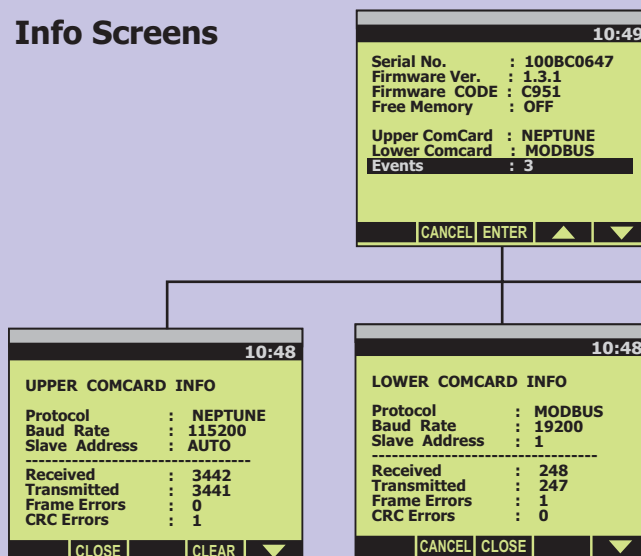 Info Screens
10:49
Serial No. : 100BC0647
Firmware Ver. : 1.3.1
Firmware CODE : C951
Free Memory : OFF
Upper ComCard : NEPTUNE
Lower Comcard : MODBUS
Events : 3
CANCEL ENTER
10:48
UPPER COMCARD INFO
Protocol : NEPTUNE
Baud Rate : 115200
Slave Address : AUTO
----------------------------------
Received : 3442
Transmitted : 3441
Frame Errors : 0
CRC Errors : 1
CLOSE CLEAR
10:48
LOWER COMCARD INFO
Protocol : MODBUS
Baud Rate : 19200
Slave Address : 1
----------------------------------
Received : 248
Transmitted : 247
Frame Errors : 1
CRC Errors : 0
CANCEL CLOSE